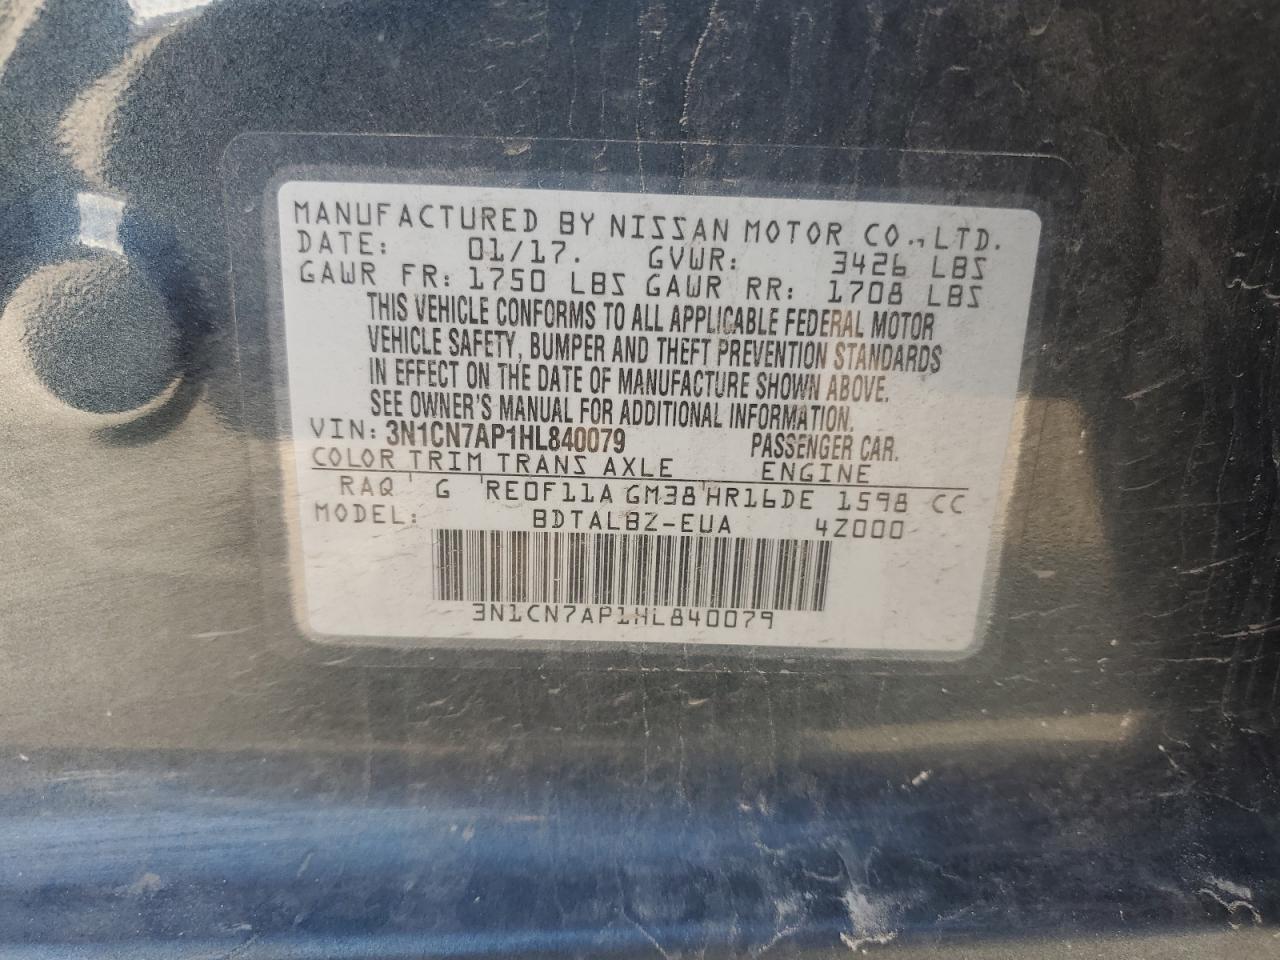 MANUFACTURED BY NISSAN MOTOR CO., LTD.
DATE: 01/17. GVWR: 3426 LBS
GAWR FR: 1750 LBS GAWR RR: 1708 LBS
THIS VEHICLE CONFORMS TO ALL APPLICABLE FEDERAL MOTOR
VEHICLE SAFETY, BUMPER AND THEFT PREVENTION STANDARDS
IN EFFECT ON THE DATE OF MANUFACTURE SHOWN ABOVE.
SEE OWNER'S MANUAL FOR ADDITIONAL INFORMATION.
VIN: 3N1CN7AP1HL840079 PASSENGER CAR.
COLOR TRIM TRANS AXLE ENGINE
RAQ ' G 'RE0F11A GM38'HR16DE 1598 CC
MODEL: BDTALBZ-EUA 4Z000
3N1CN7AP1HL840079